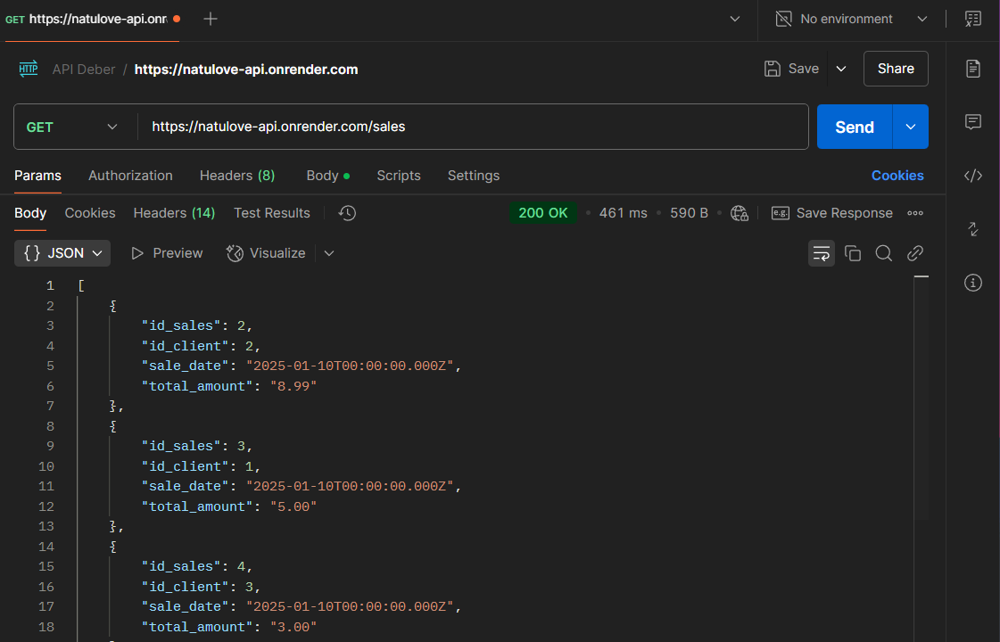 GET https://natulove-api.onr
No environment
HTTP API Deber / https://natulove-api.onrender.com
Save
Share
GET
https://natulove-api.onrender.com/sales
Send
Params Authorization Headers (8) Body Scripts Settings Cookies
Body Cookies Headers (14) Test Results 200 OK • 461 ms • 590 B • e.g. Save Response
{} JSON Preview Visualize
1 [
2 {
3 "id_sales": 2,
4 "id_client": 2,
5 "sale_date": "2025-01-10T00:00:00.000Z",
6 "total_amount": "8.99"
7 },
8 {
9 "id_sales": 3,
10 "id_client": 1,
11 "sale_date": "2025-01-10T00:00:00.000Z",
12 "total_amount": "5.00"
13 },
14 {
15 "id_sales": 4,
16 "id_client": 3,
17 "sale_date": "2025-01-10T00:00:00.000Z",
18 "total_amount": "3.00"